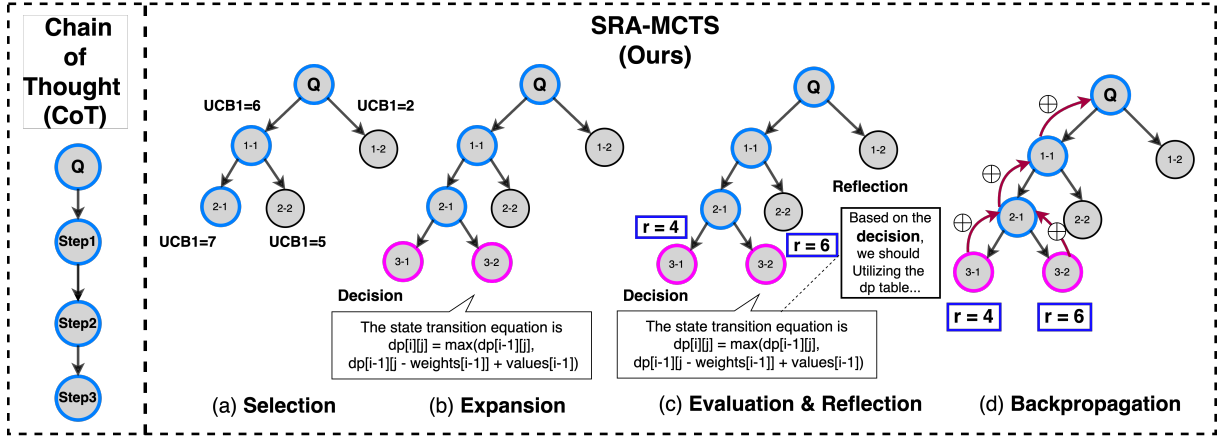 Chain
of
Thought
(CoT)
Q
Step1
Step2
Step3
SRA-MCTS
(Ours)
Q
UCB1=6
UCB1=2
1-1
1-2
2-1
2-2
UCB1=7
UCB1=5
(a) Selection
Q
1-1
1-2
2-1
2-2
3-1
3-2
Decision
The state transition equation is
dp[i][j] = max(dp[i-1][j],
dp[i-1][j - weights[i-1]] + values[i-1])
(b) Expansion
Q
1-1
1-2
2-1
2-2
r = 4
r = 6
3-1
3-2
Decision
Reflection
Based on the
decision,
we should
Utilizing the
dp table...
The state transition equation is
dp[i][j] = max(dp[i-1][j],
dp[i-1][j - weights[i-1]] + values[i-1])
(c) Evaluation & Reflection
Q
1-1
1-2
2-1
2-2
3-1
3-2
r = 4
r = 6
(d) Backpropagation